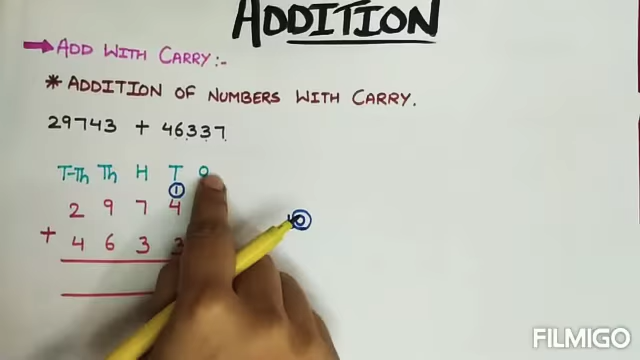 ADDITION
ADD WITH CARRY:-
* ADDITION OF NUMBERS WITH CARRY.
29743 + 46337
T-Th Th H T O
1
2 9 7 4
+ 4 6 3 3
10
FILMIGO